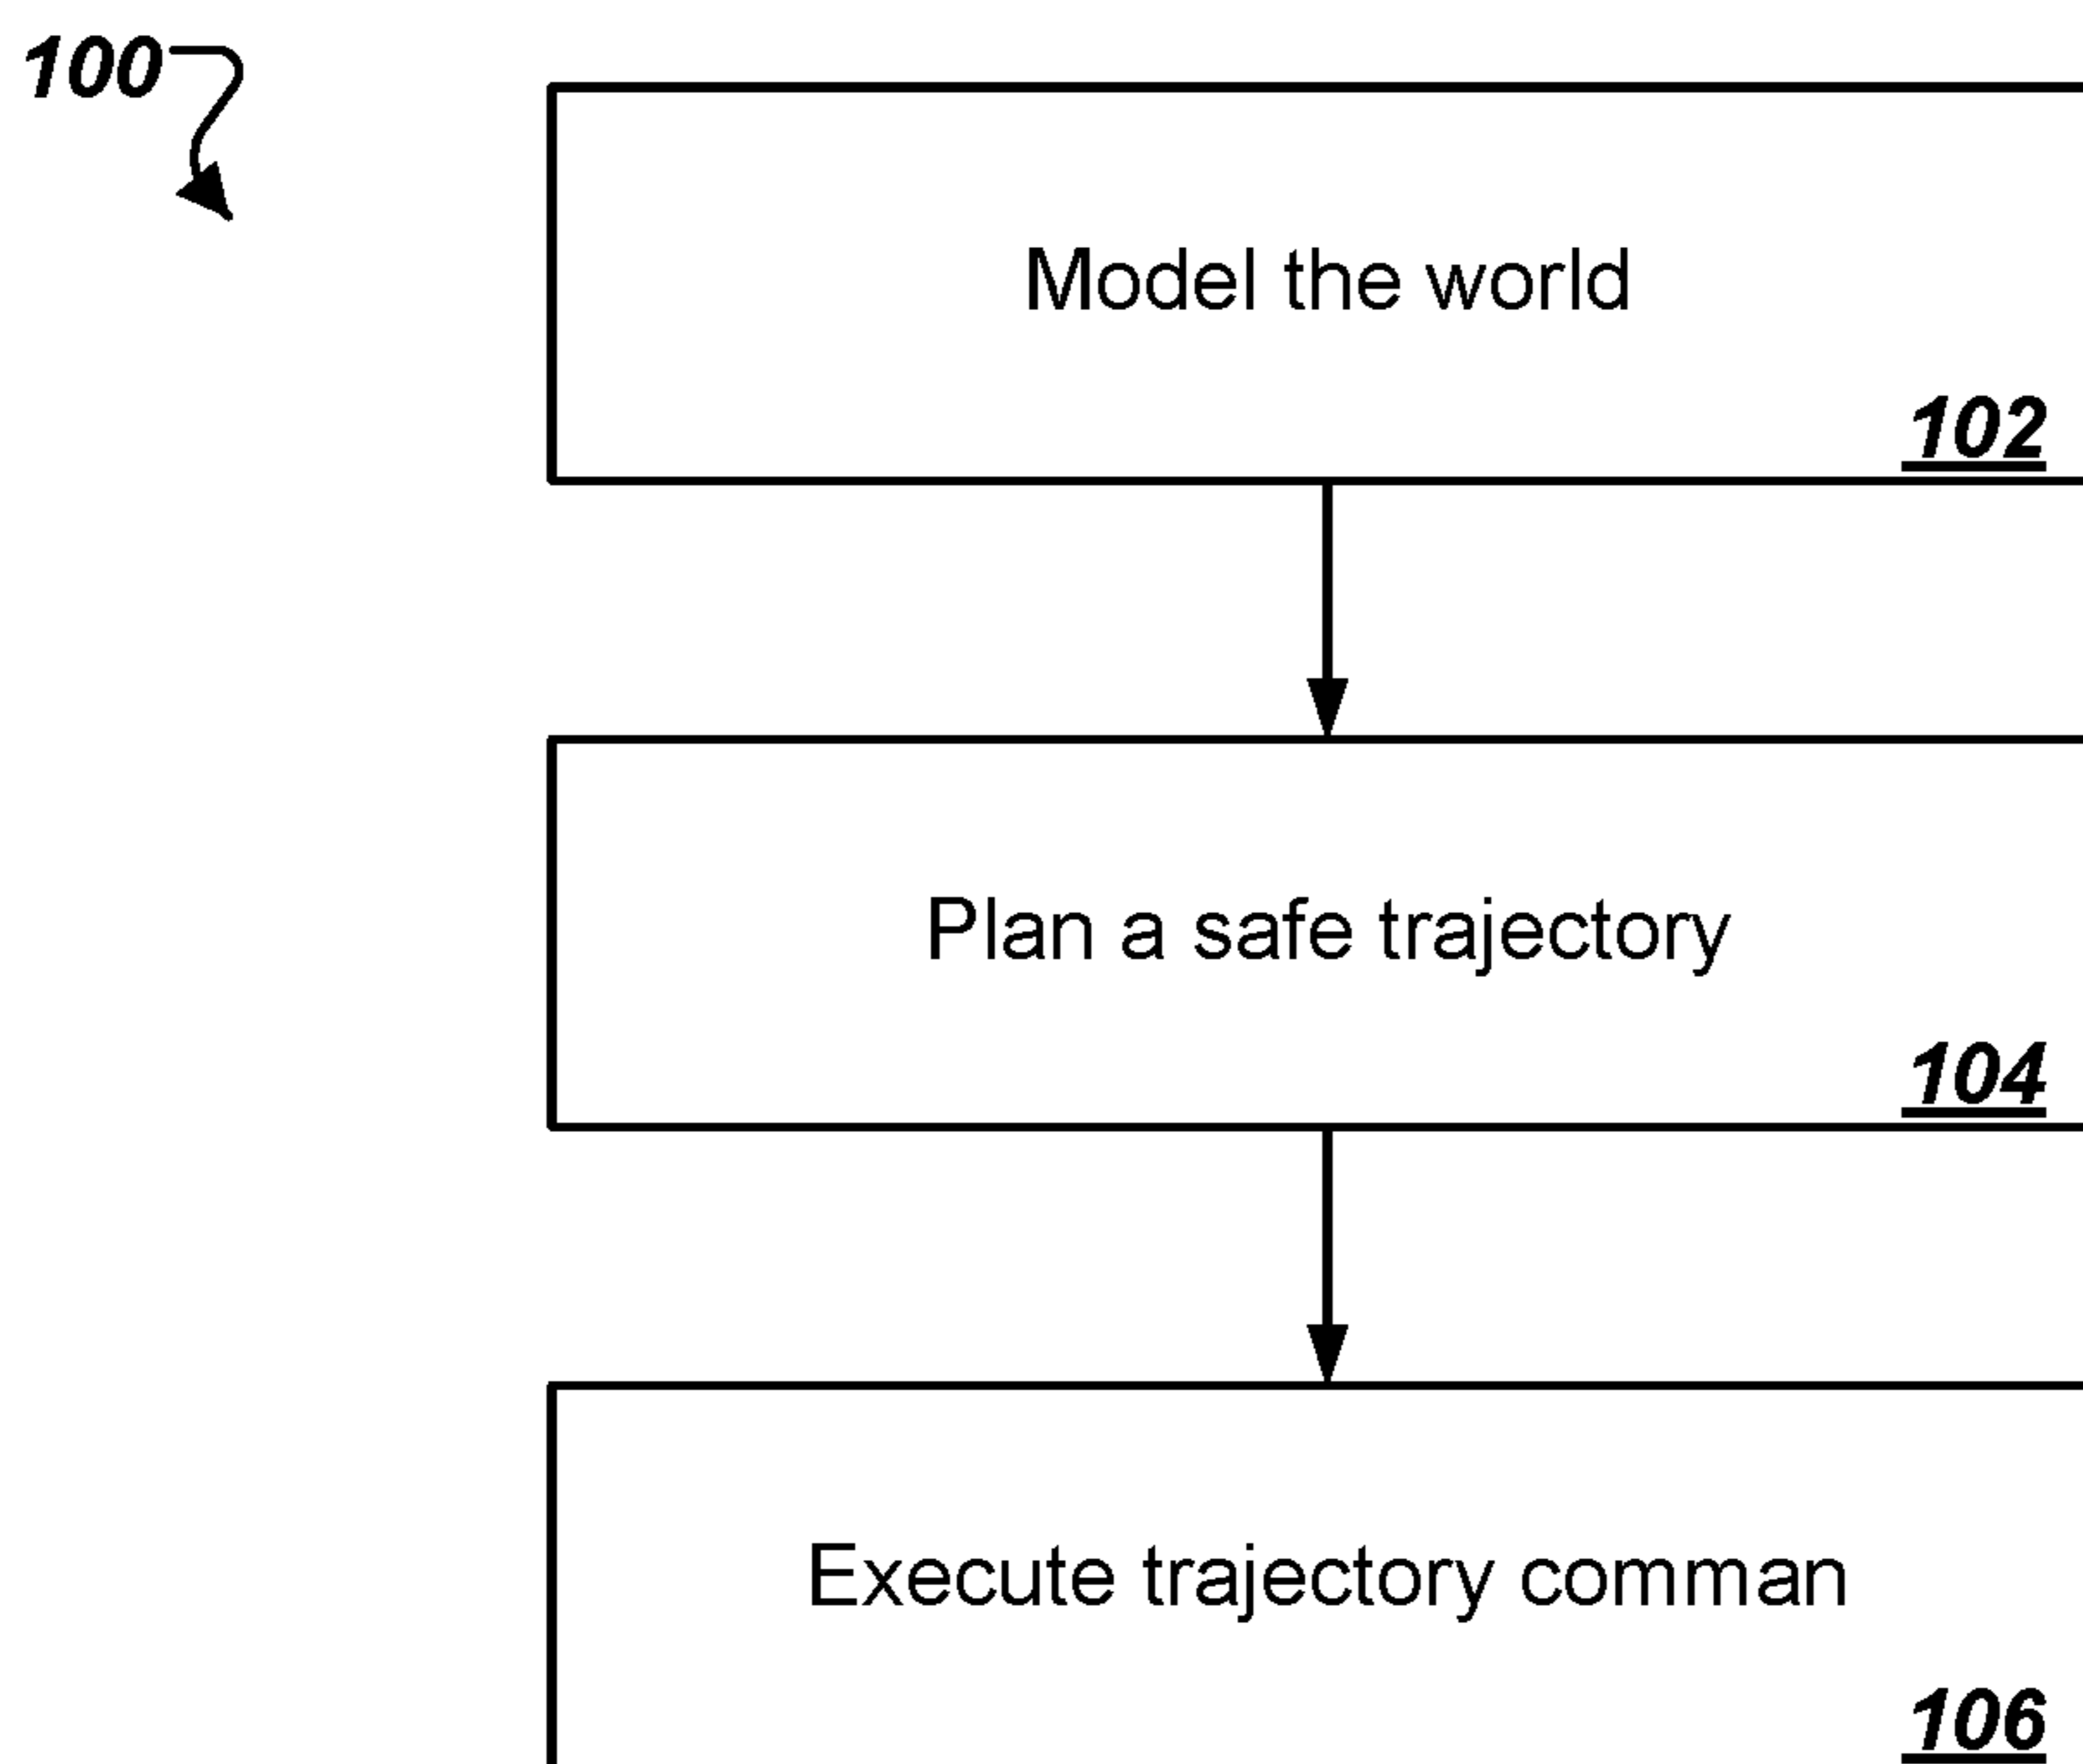 100
Model the world
102
Plan a safe trajectory
104
Execute trajectory comman
106